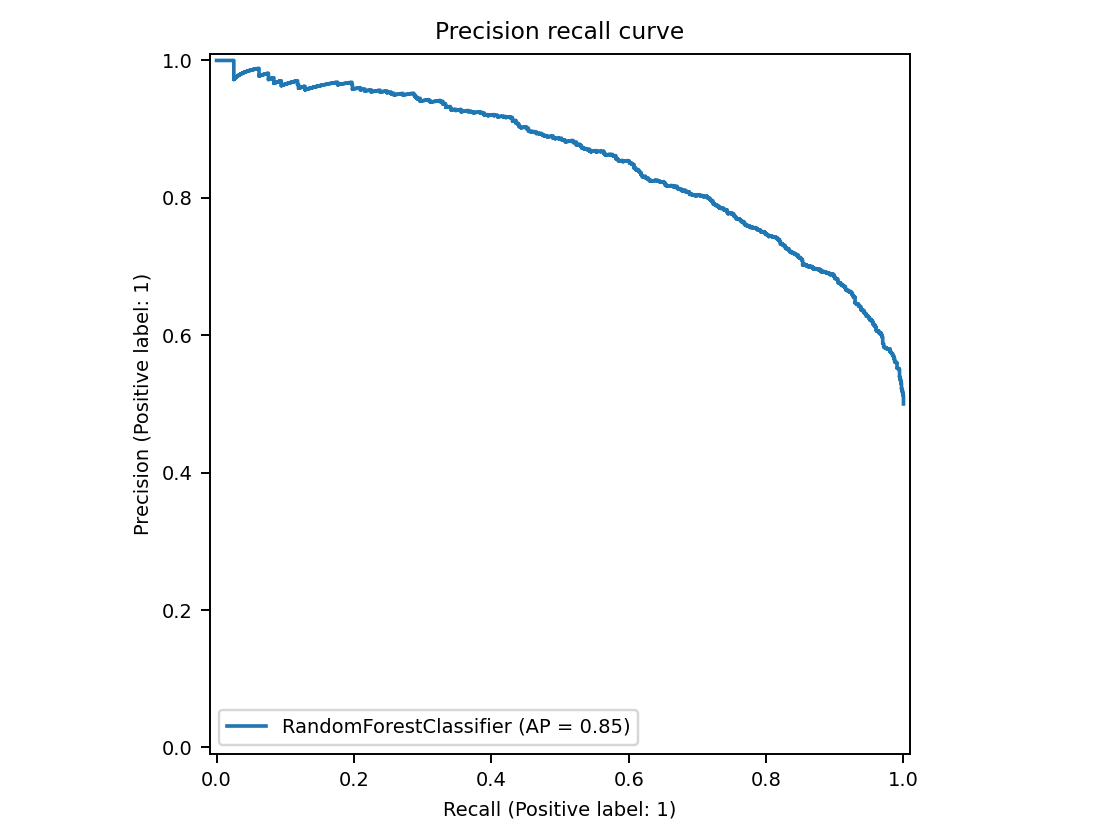 Precision recall curve
1.0
0.8
0.6
0.4
0.2
0.0
Precision (Positive label: 1)
RandomForestClassifier (AP = 0.85)
0.0 0.2 0.4 0.6 0.8 1.0
Recall (Positive label: 1)